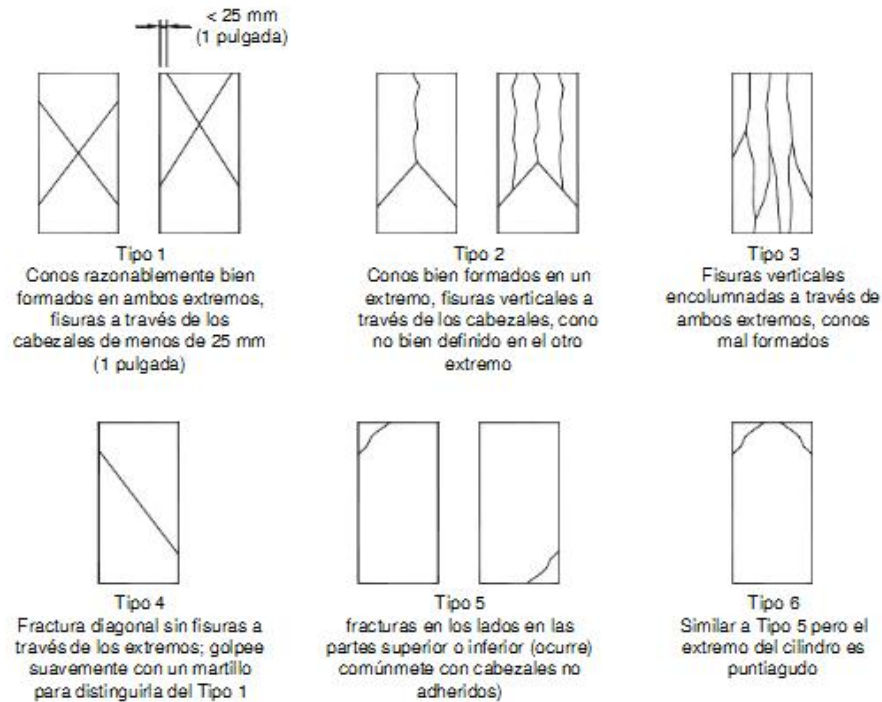 < 25 mm
(1 pulgada)
Tipo 1
Conos razonablemente bien
formados en ambos extremos,
fisuras a través de los
cabezales de menos de 25 mm
(1 pulgada)
Tipo 2
Conos bien formados en un
extremo, fisuras verticales a
través de los cabezales, cono
no bien definido en el otro
extremo
Tipo 3
Fisuras verticales
encolumnadas a través de
ambos extremos, conos
mal formados
Tipo 4
Fractura diagonal sin fisuras a
través de los extremos; golpee
suavemente con un martillo
para distinguirla del Tipo 1
Tipo 5
fracturas en los lados en las
partes superior o inferior (ocurre)
comúnmete con cabezales no
adheridos)
Tipo 6
Similar a Tipo 5 pero el
extremo del cilindro es
puntiagudo